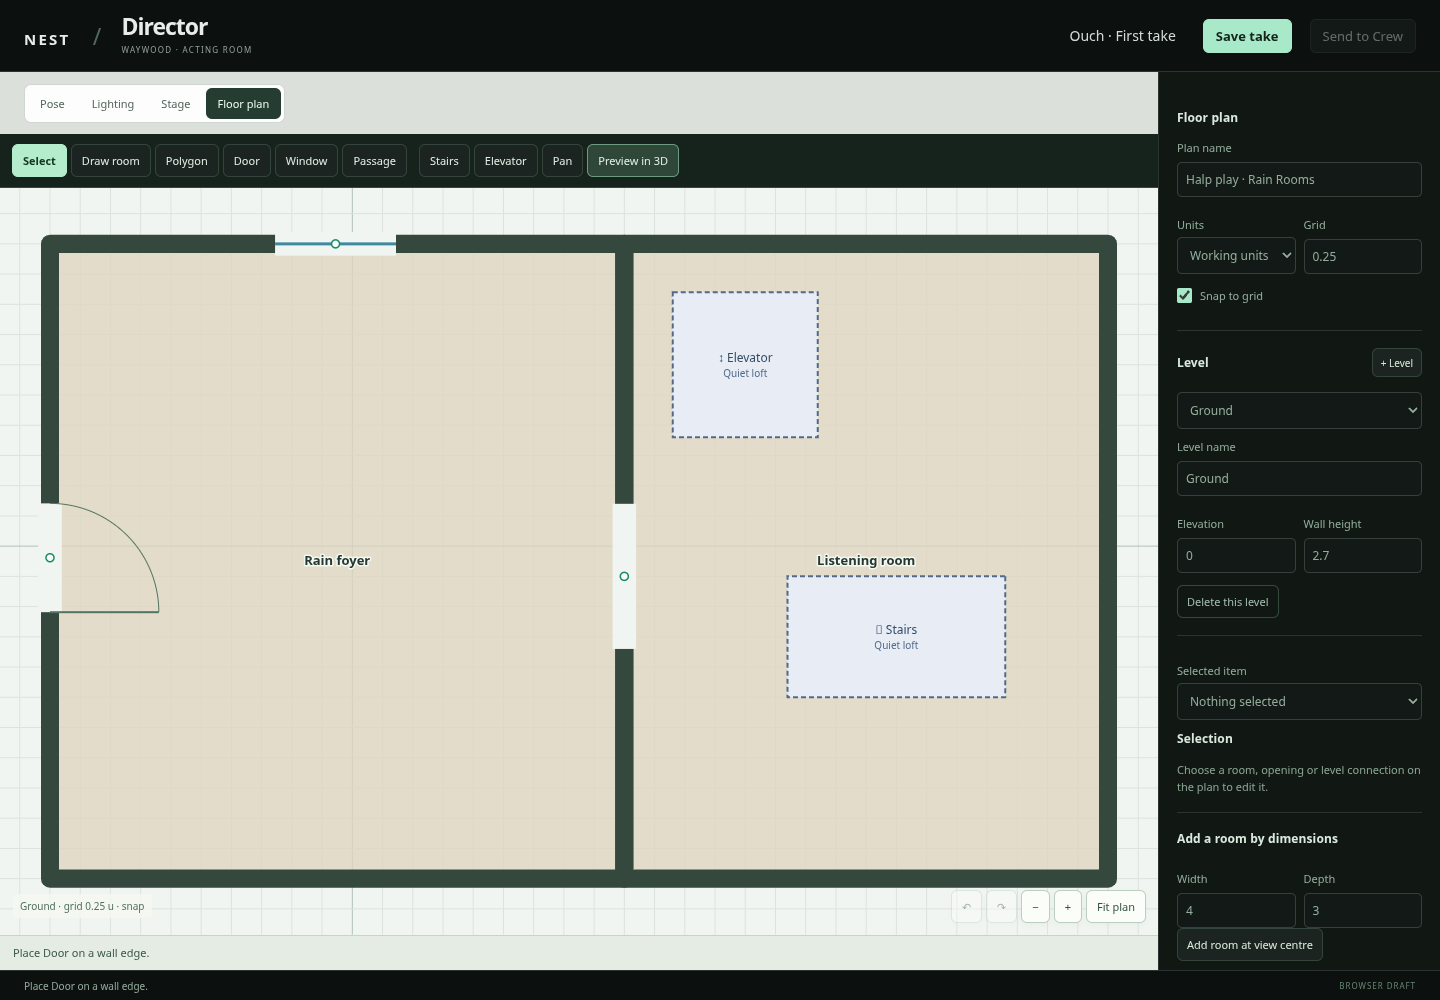 NEST / Director
WAYWOOD · ACTING ROOM
Ouch · First take
Save take
Send to Crew
Pose
Lighting
Stage
Floor plan
Select
Draw room
Polygon
Door
Window
Passage
Stairs
Elevator
Pan
Preview in 3D
↕ Elevator
Quiet loft
Rain foyer
Listening room
Stairs
Quiet loft
Ground · grid 0.25 u · snap
↶
↷
−
+
Fit plan
Place Door on a wall edge.
Floor plan
Plan name
Halp play · Rain Rooms
Units
Grid
Working units
0.25
Snap to grid
Level
+ Level
Ground
Level name
Ground
Elevation
Wall height
0
2.7
Delete this level
Selected item
Nothing selected
Selection
Choose a room, opening or level connection on
the plan to edit it.
Add a room by dimensions
Width
Depth
4
3
Add room at view centre
Place Door on a wall edge.
BROWSER DRAFT